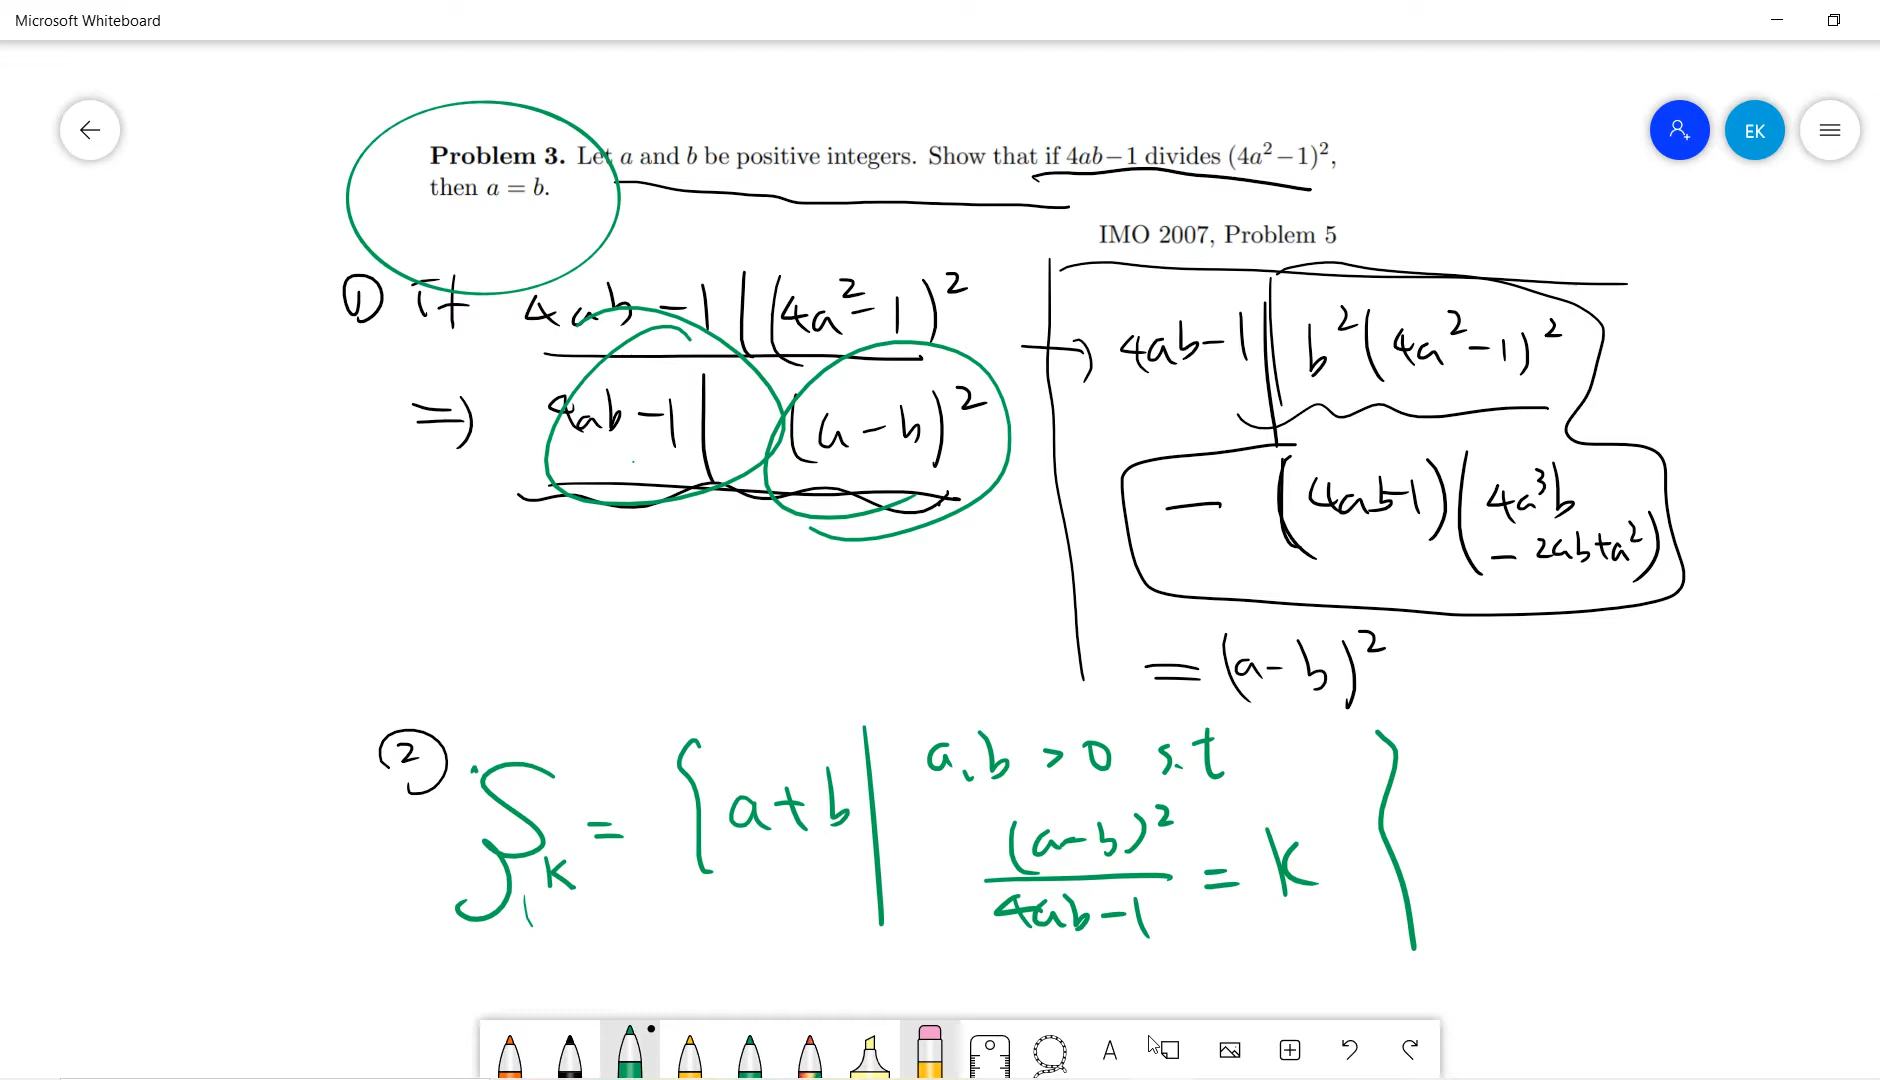 Microsoft Whiteboard
EK
Problem 3. Let a and b be positive integers. Show that if 4ab−1 divides (4a²−1)²,
then a = b.
IMO 2007, Problem 5
① if 4ab−1 | (4a²−1)²
⇒ 4ab−1 | (a−b)²
→ 4ab−1 | b²(4a²−1)²
− (4ab−1)(4a³b
− 2ab+a²)
= (a−b)²
② S_k = { a+b | a,b > 0 s.t
(a−b)²
4ab−1
= k }
A